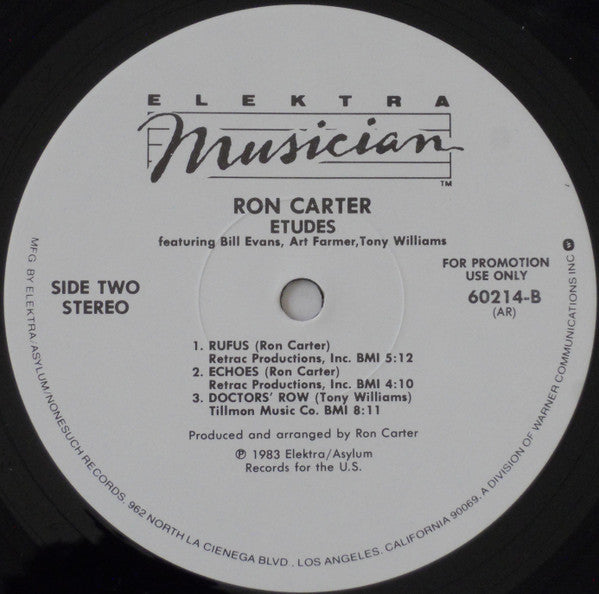 ELEKTRA
Musician
TM
RON CARTER
ETUDES
featuring Bill Evans, Art Farmer, Tony Williams
SIDE TWO
STEREO
FOR PROMOTION
USE ONLY
60214-B
(AR)
1. RUFUS (Ron Carter)
Retrac Productions, Inc. BMI 5:12
2. ECHOES (Ron Carter)
Retrac Productions, Inc. BMI 4:10
3. DOCTORS' ROW (Tony Williams)
Tillmon Music Co. BMI 8:11
Produced and arranged by Ron Carter
℗ 1983 Elektra/Asylum
Records for the U.S.
MFG. BY ELEKTRA/ASYLUM/NONESUCH RECORDS. 962 NORTH LA CIENEGA BLVD., LOS ANGELES, CALIFORNIA 90069. A DIVISION OF WARNER COMMUNICATIONS INC